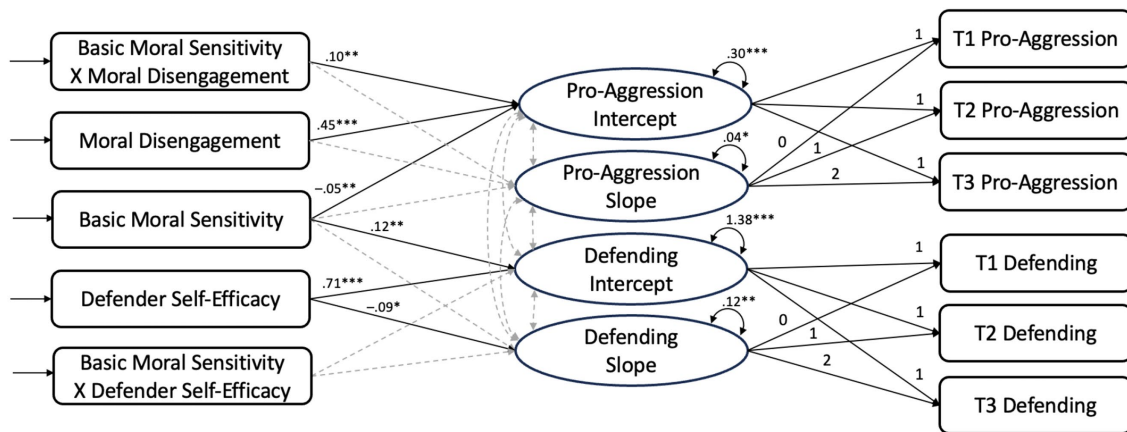 Basic Moral Sensitivity
X Moral Disengagement
Moral Disengagement
Basic Moral Sensitivity
Defender Self-Efficacy
Basic Moral Sensitivity
X Defender Self-Efficacy
.10**
.45***
−.05**
.12**
.71***
−.09*
Pro-Aggression
Intercept
.30***
Pro-Aggression
Slope
.04*
Defending
Intercept
1.38***
Defending
Slope
.12**
1
1
1
0
1
2
1
1
1
0
1
2
T1 Pro-Aggression
T2 Pro-Aggression
T3 Pro-Aggression
T1 Defending
T2 Defending
T3 Defending